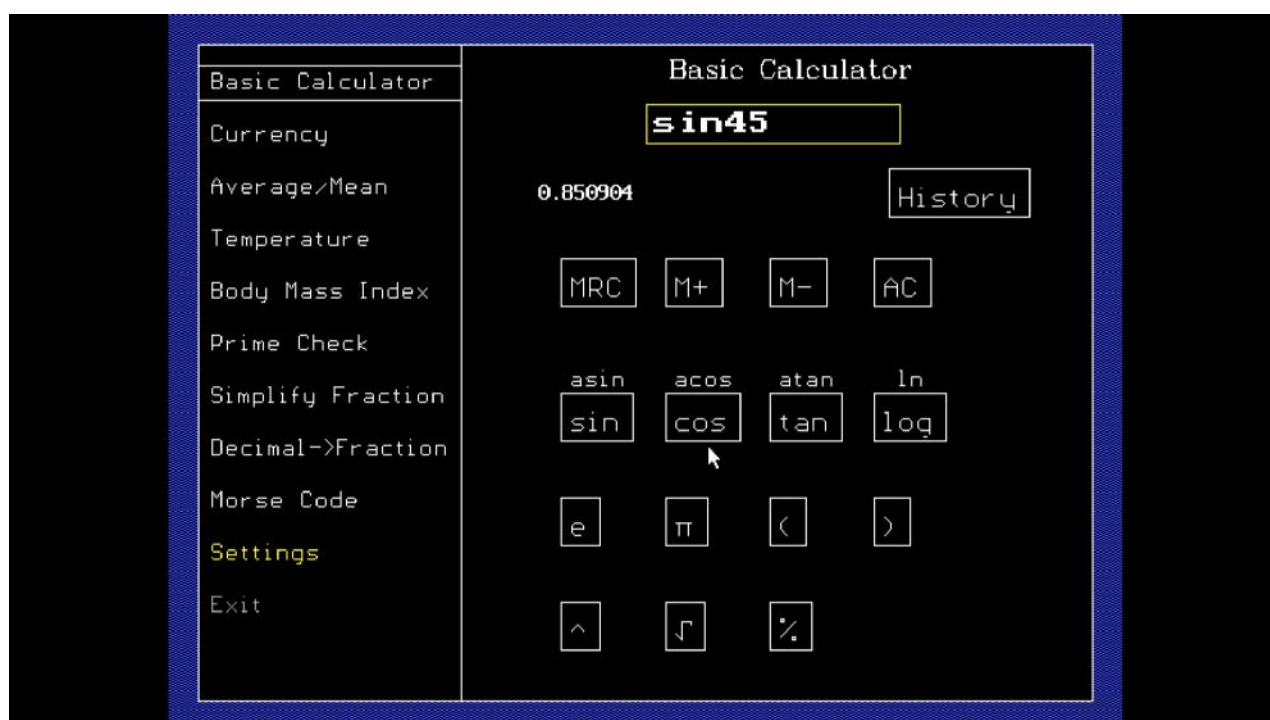 Basic Calculator
Currency
Average/Mean
Temperature
Body Mass Index
Prime Check
Simplify Fraction
Decimal->Fraction
Morse Code
Settings
Exit
Basic Calculator
sin45
0.850904
History
MRC M+ M- AC
asin acos atan ln
sin cos tan log
e π ( )
^ √ %